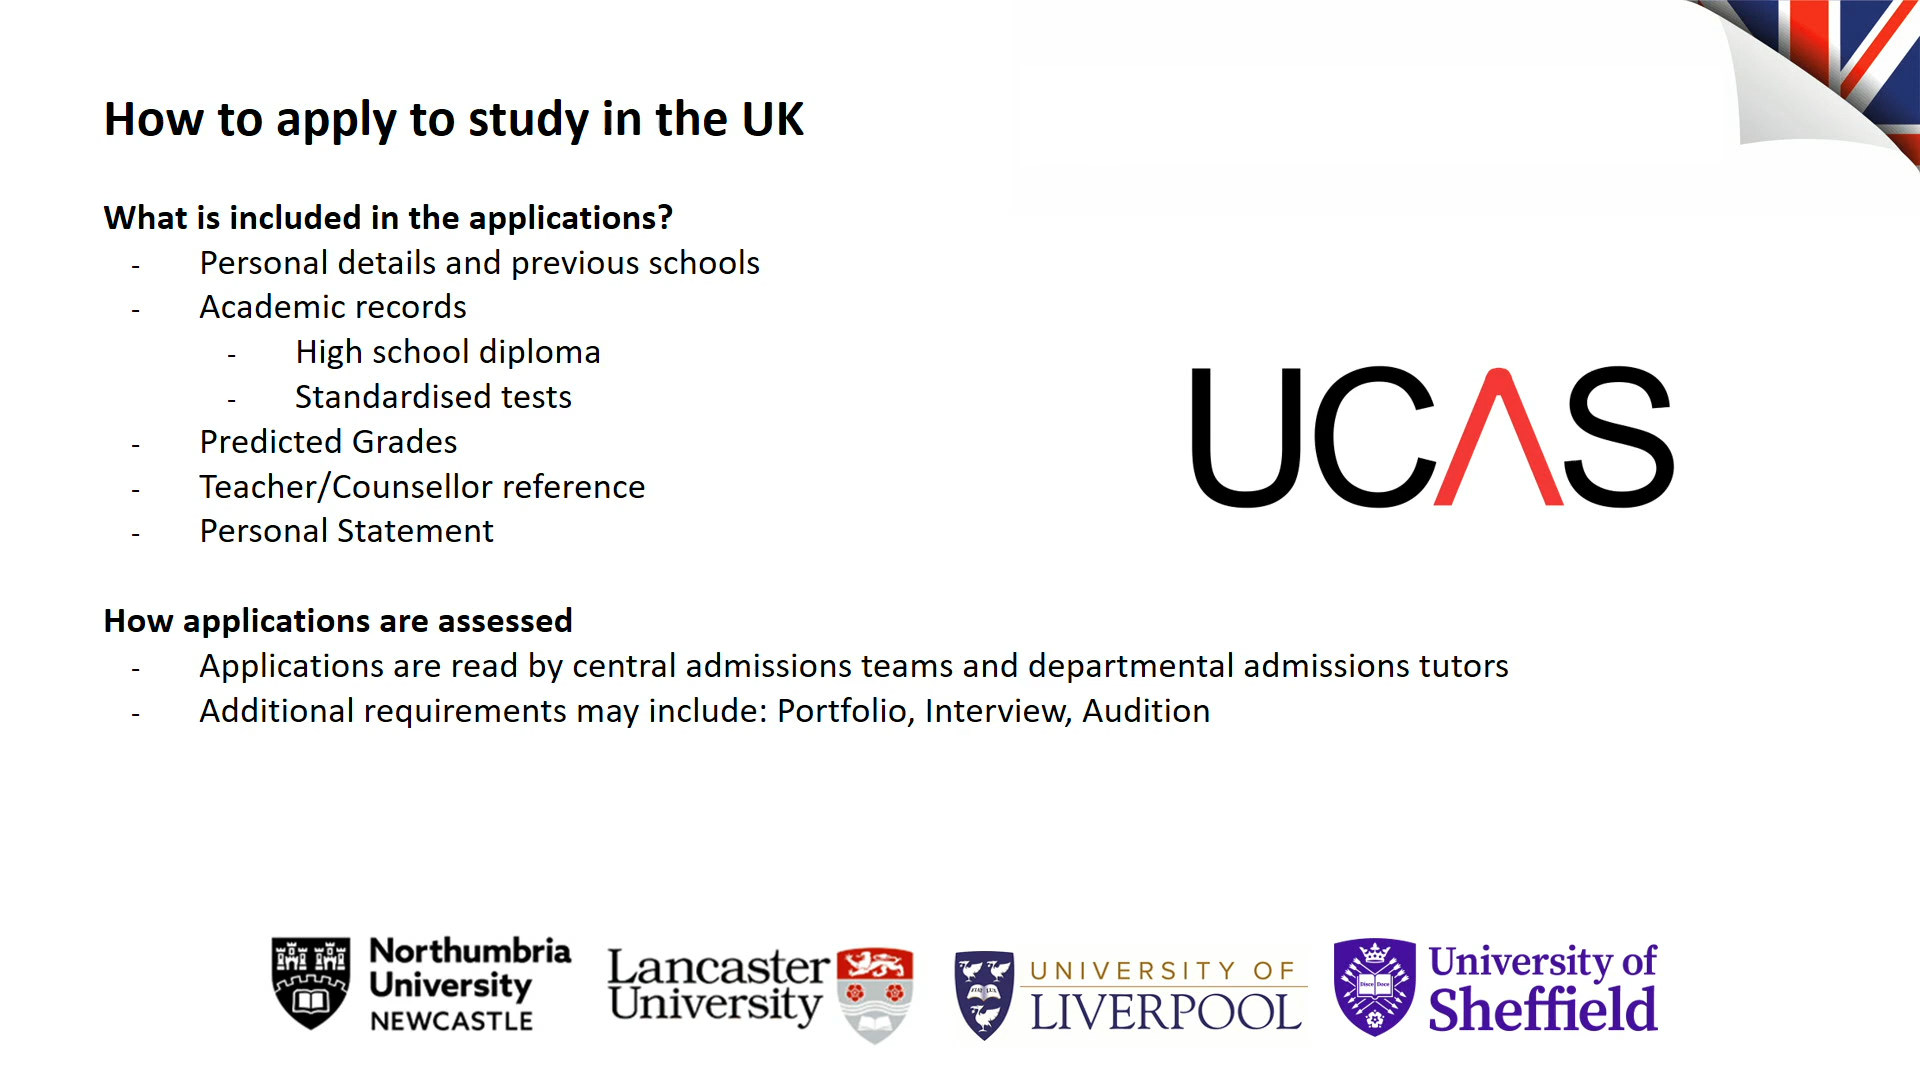 How to apply to study in the UK
What is included in the applications?
- Personal details and previous schools
- Academic records
- High school diploma
- Standardised tests
- Predicted Grades
- Teacher/Counsellor reference
- Personal Statement
UCAS
How applications are assessed
- Applications are read by central admissions teams and departmental admissions tutors
- Additional requirements may include: Portfolio, Interview, Audition
Northumbria
University
NEWCASTLE
Lancaster
University
UNIVERSITY OF
LIVERPOOL
Disce Doce
University of
Sheffield